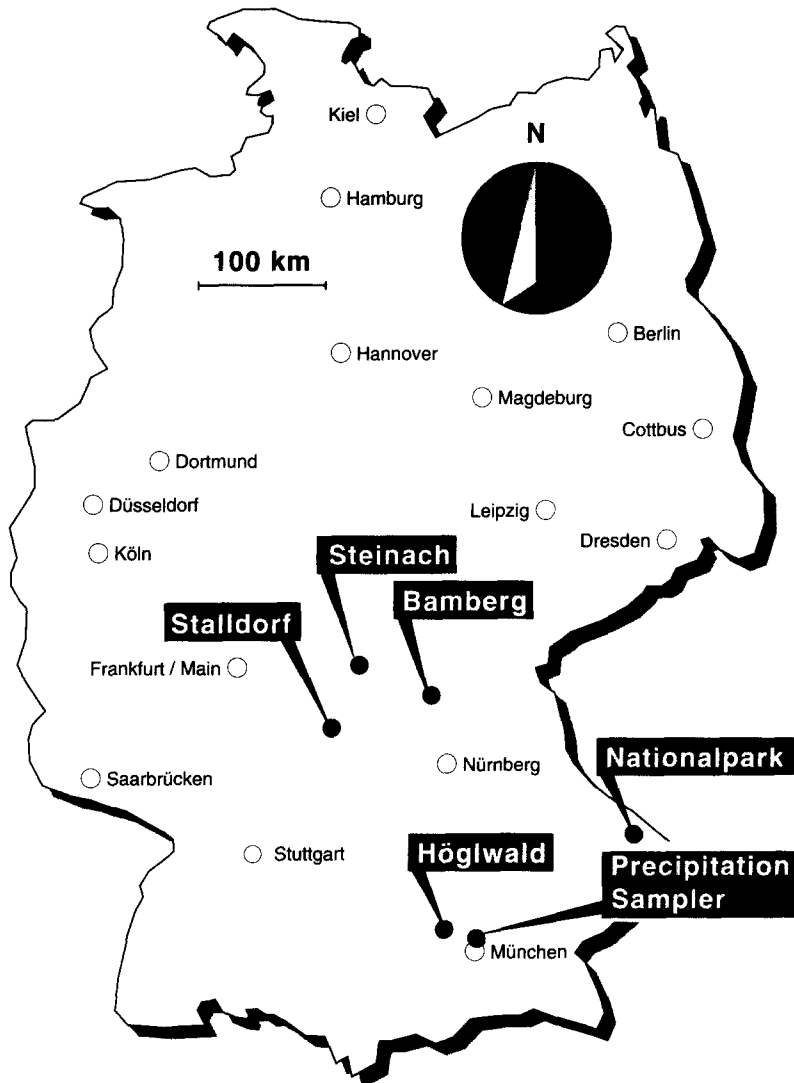 Kiel
N
Hamburg
100 km
Berlin
Hannover
Magdeburg
Cottbus
Dortmund
Düsseldorf
Leipzig
Dresden
Köln
Steinach
Bamberg
Stalldorf
Frankfurt / Main
Nationalpark
Nürnberg
Saarbrücken
Stuttgart
Höglwald
Precipitation
Sampler
München